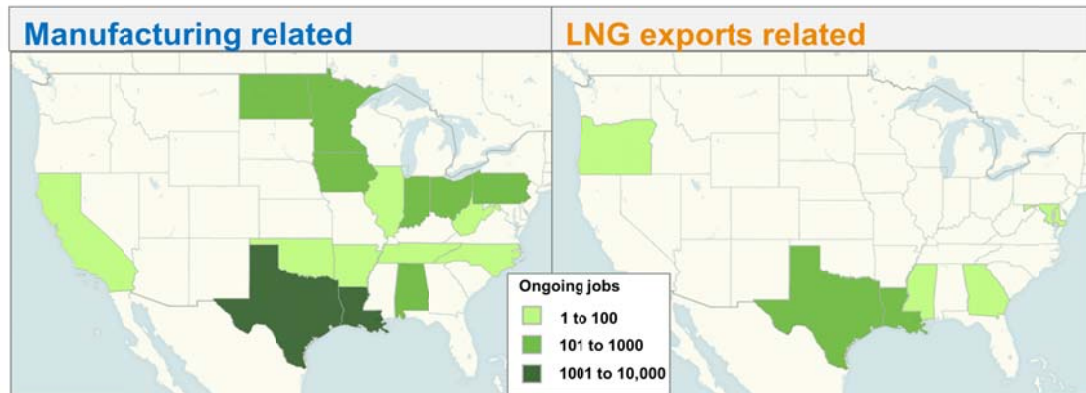 Manufacturing related
LNG exports related
Ongoing jobs
1 to 100
101 to 1000
1001 to 10,000